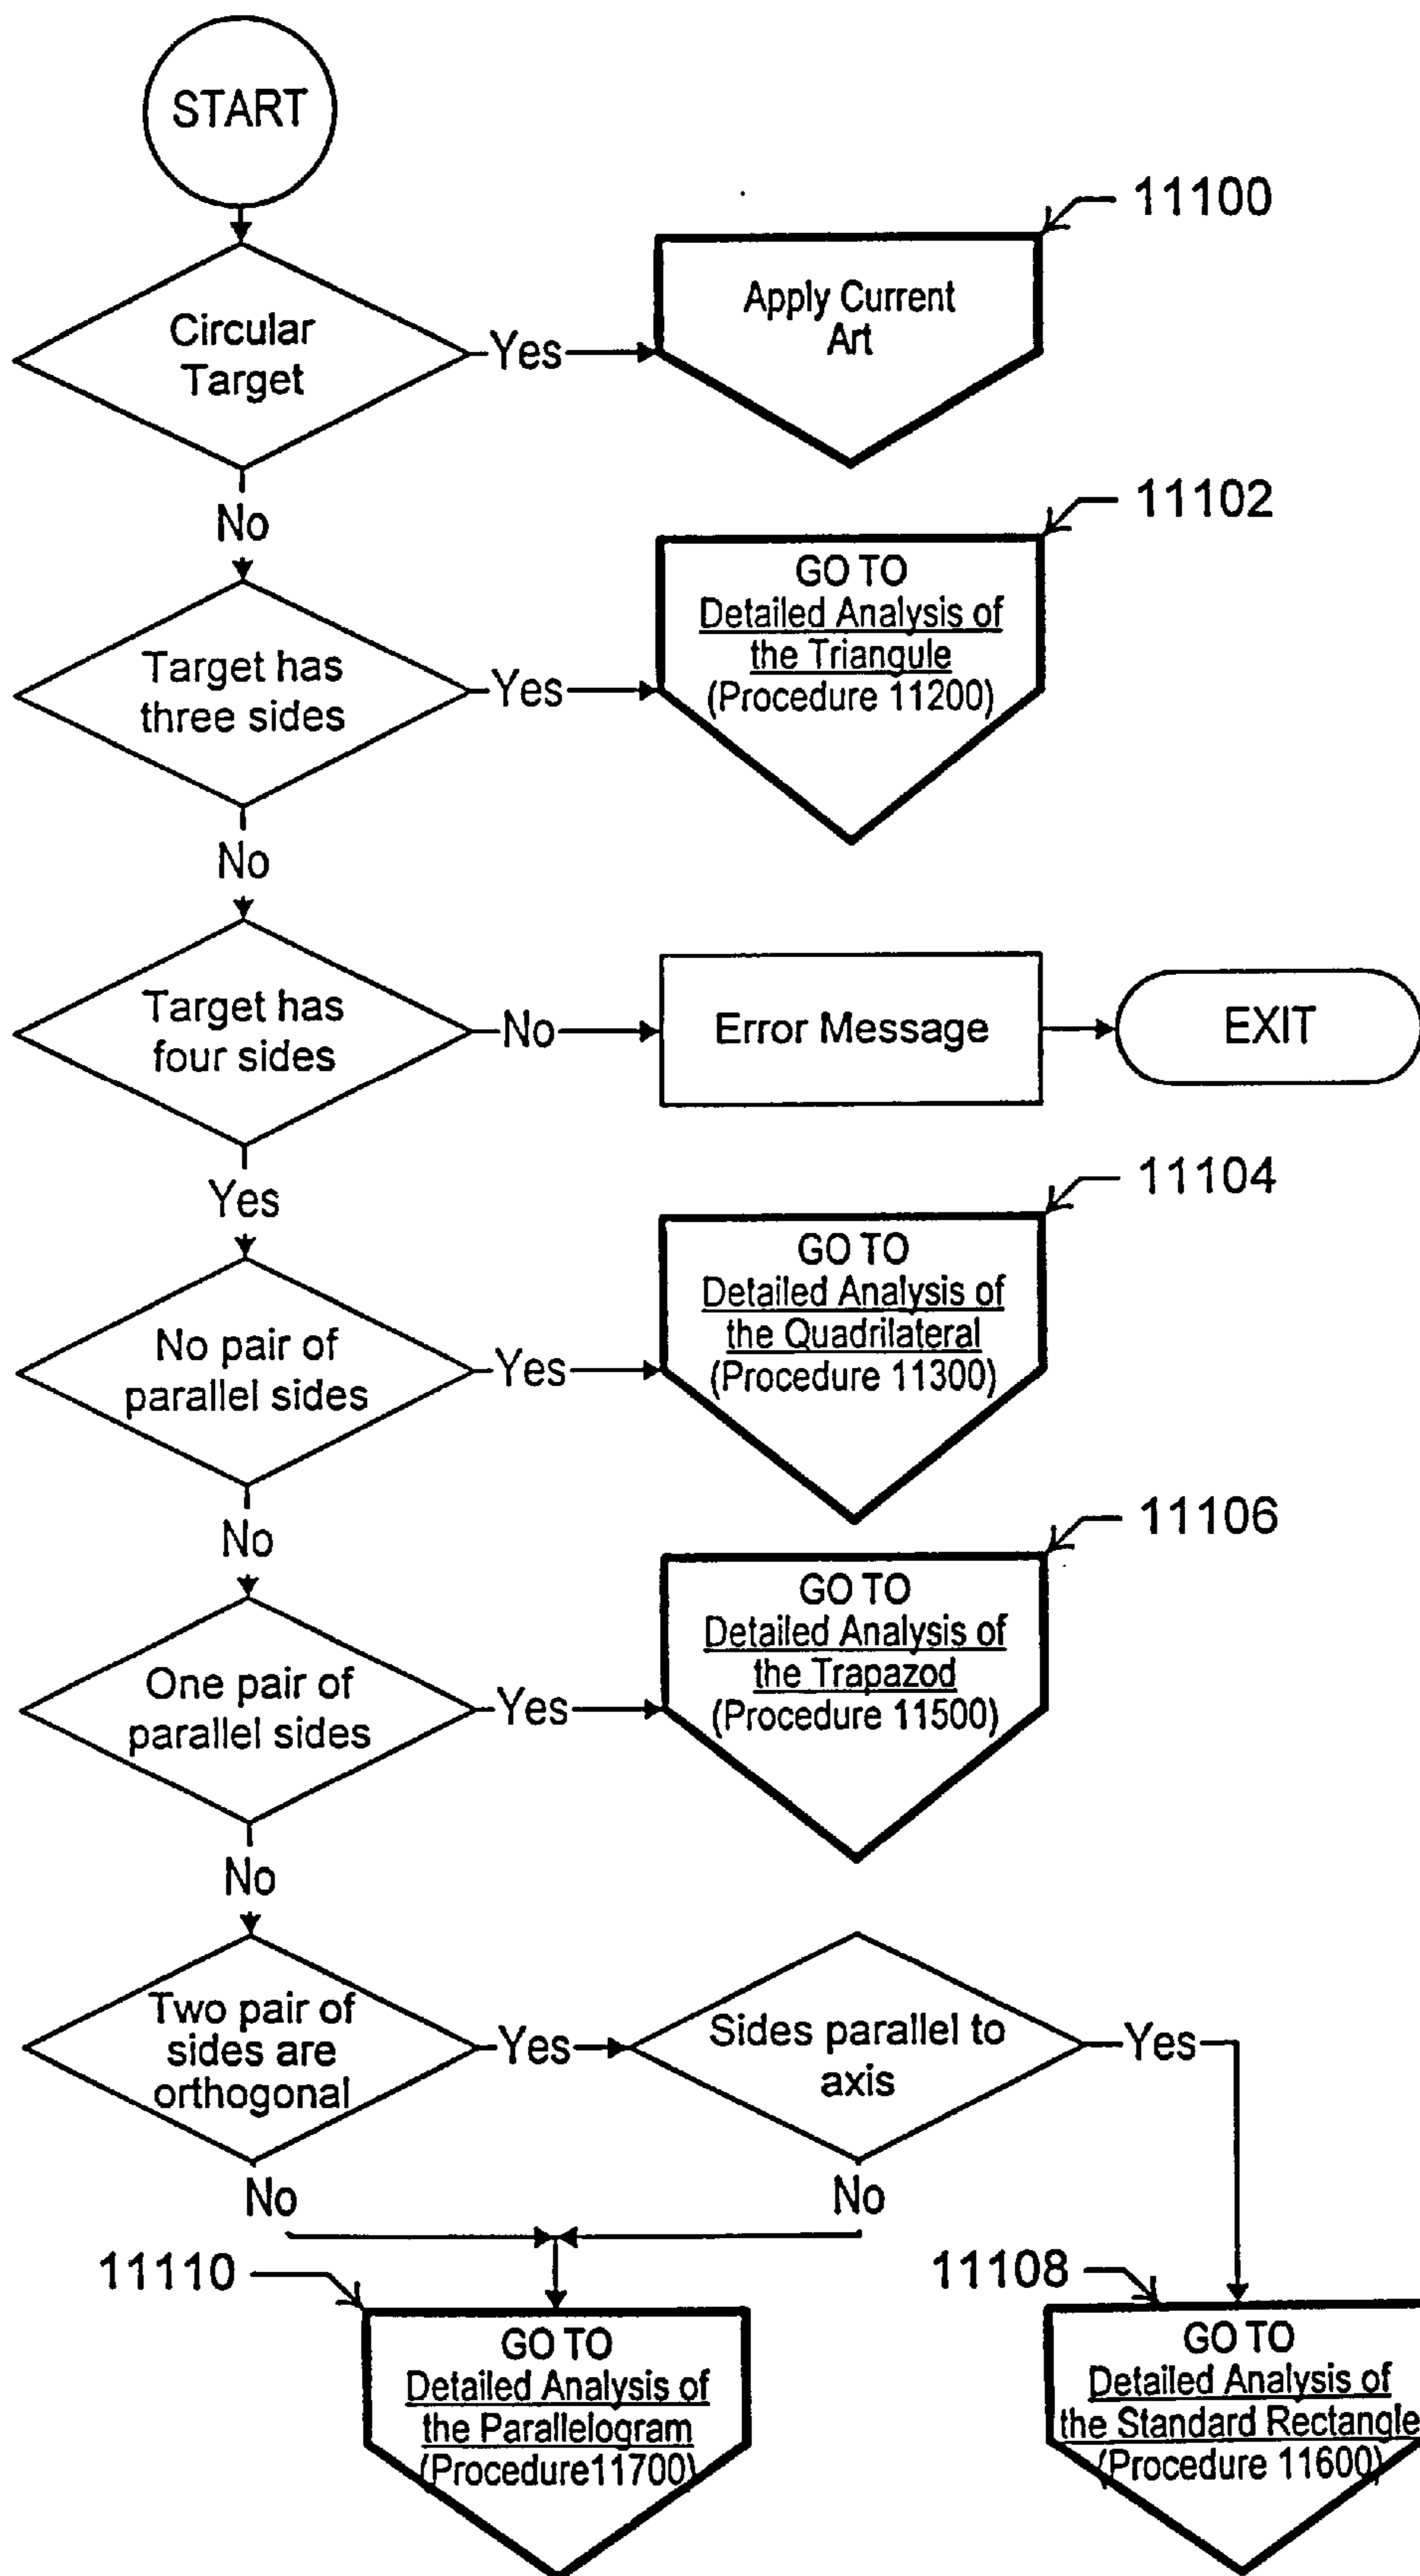 START
11100
Circular
Target
Yes
Apply Current
Art
No
11102
Target has
three sides
Yes
GO TO
Detailed Analysis of
the Triangule
(Procedure 11200)
No
Target has
four sides
No
Error Message
EXIT
Yes
11104
No pair of
parallel sides
Yes
GO TO
Detailed Analysis of
the Quadrilateral
(Procedure 11300)
No
11106
One pair of
parallel sides
Yes
GO TO
Detailed Analysis of
the Trapazod
(Procedure 11500)
No
Two pair of
sides are
orthogonal
Yes
Sides parallel to
axis
Yes
No
No
11110
GO TO
Detailed Analysis of
the Parallelogram
(Procedure11700)
11108
GO TO
Detailed Analysis of
the Standard Rectangle
(Procedure 11600)